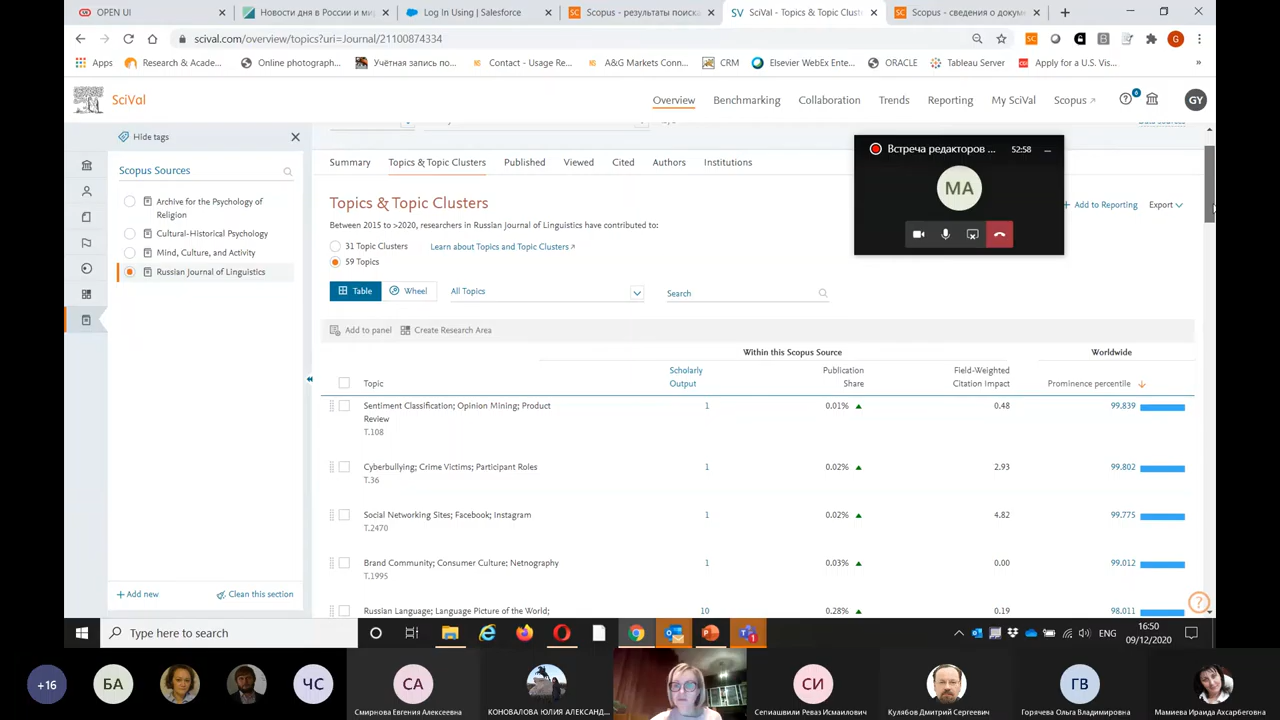 OPEN UI
Новости дня в России и ми
Log In Using | Salesforce
Scopus - результаты поиска
SciVal - Topics & Topic Clust
Scopus - сведения о докум
scival.com/overview/topics?uri=Journal/21100874334
Apps
Research & Acade...
Online photograph...
Учётная запись по...
Contact - Usage Re...
A&G Markets Conn...
CRM
Elsevier WebEx Ente...
ORACLE
Tableau Server
Apply for a U.S. Vis...
SciVal
Overview
Benchmarking
Collaboration
Trends
Reporting
My SciVal
Scopus
GY
Hide tags
Scopus Sources
Archive for the Psychology of
Religion
Cultural-Historical Psychology
Mind, Culture, and Activity
Russian Journal of Linguistics
+ Add new
Clean this section
Summary
Topics & Topic Clusters
Published
Viewed
Cited
Authors
Institutions
Встреча редакторов ...
52:58
MA
Topics & Topic Clusters
+ Add to Reporting
Export
Between 2015 to >2020, researchers in Russian Journal of Linguistics have contributed to:
31 Topic Clusters
Learn about Topics and Topic Clusters
59 Topics
Table
Wheel
All Topics
Search
Add to panel
Create Research Area
Within this Scopus Source
Worldwide
Topic
Scholarly
Output
Publication
Share
Field-Weighted
Citation Impact
Prominence percentile
Sentiment Classification; Opinion Mining; Product
Review
T.108
1
0.01%
0.48
99.839
Cyberbullying; Crime Victims; Participant Roles
T.36
1
0.02%
2.93
99.802
Social Networking Sites; Facebook; Instagram
T.2470
1
0.02%
4.82
99.775
Brand Community; Consumer Culture; Netnography
T.1995
1
0.03%
0.00
99.012
Russian Language; Language Picture of the World;
10
0.28%
0.19
98.011
Type here to search
ENG
16:50
09/12/2020
+16
БА
ЧС
СА
Смирнова Евгения Алексеевна
КОНОВАЛОВА ЮЛИЯ АЛЕКСАНД...
СИ
Сепиашвили Реваз Исмаилович
Кулябов Дмитрий Сергеевич
ГВ
Горячева Ольга Владимировна
Мамиева Ираида Ахсарбеговна